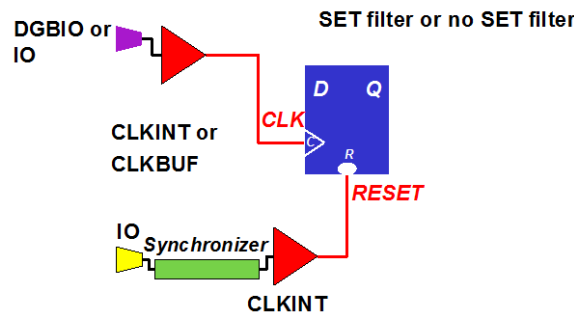 SET filter or no SET filter
DGBIO or
IO
D Q
CLK
C
CLKINT or
CLKBUF
R
RESET
IO
Synchronizer
CLKINT